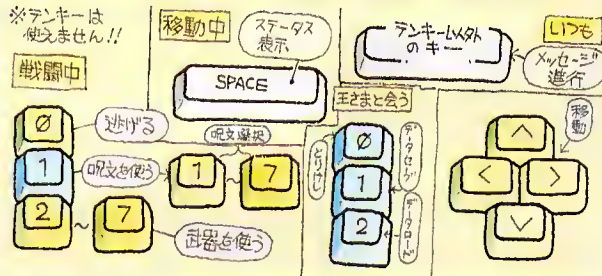 ※テンキーは
使えません!!
戦闘中
0
逃げる
1
呪文を使う
1
~
7
呪文選択
2
~
7
武器を使う
移動中
ステータス
表示
SPACE
いつも
テンキー以外
のキー
メッセージ
進行
王さまと会う
0
とりけし
1
データセーブ
2
データロード
移動
∧
<
>
∨